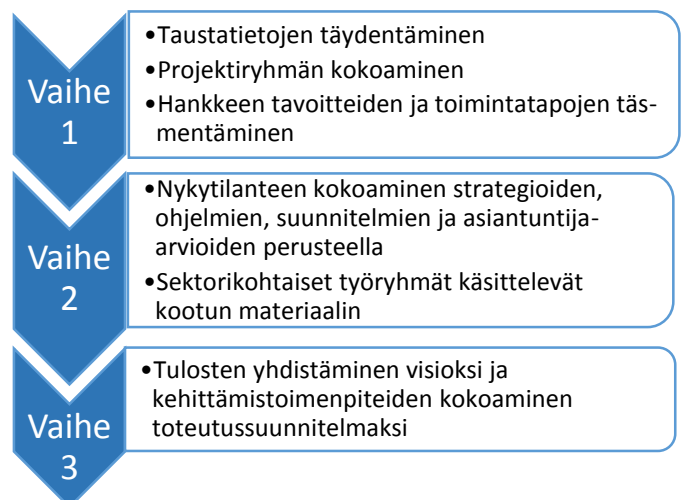 Vaihe
1
•Taustatietojen täydentäminen
•Projektiryhmän kokoaminen
•Hankkeen tavoitteiden ja toimintatapojen täs-
mentäminen
Vaihe
2
•Nykytilanteen kokoaminen strategioiden,
ohjelmien, suunnitelmien ja asiantuntija-
arvioiden perusteella
•Sektorikohtaiset työryhmät käsittelevät
kootun materiaalin
Vaihe
3
•Tulosten yhdistäminen visioksi ja
kehittämistoimenpiteiden kokoaminen
toteutussuunnitelmaksi